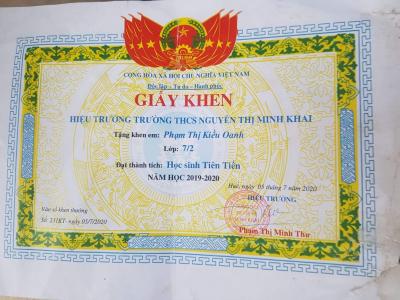 CỘNG HÒA XÃ HỘI CHỦ NGHĨA VIỆT NAM
Độc lập - Tự do - Hạnh phúc
GIẤY KHEN
HIỆU TRƯỞNG TRƯỜNG THCS NGUYỄN THỊ MINH KHAI
Tặng khen em: Phạm Thị Kiều Oanh
Lớp: 7/2
Đạt thành tích: Học sinh Tiên Tiến
NĂM HỌC 2019-2020
Huế, ngày 05 tháng 7 năm 2020
HIỆU TRƯỞNG
Vào sổ khen thưởng
Số: 231KT- ngày 05/7/2020
Phạm Thị Minh Thư